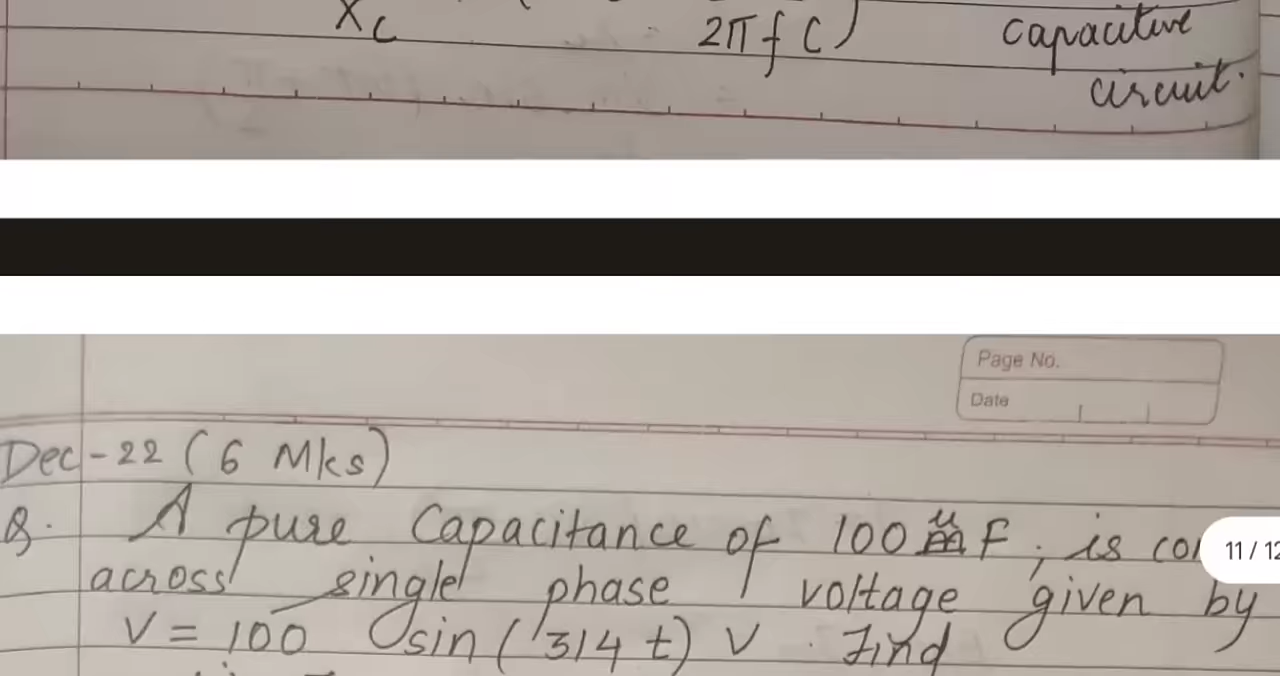 Xc 2πfC) capacitive
circuit.
Page No.
Date
Dec-22 (6 Mks)
Q. A pure Capacitance of 100 μF, is
11 / 12
across single phase voltage given by
V = 100 sin (314 t) V. Find